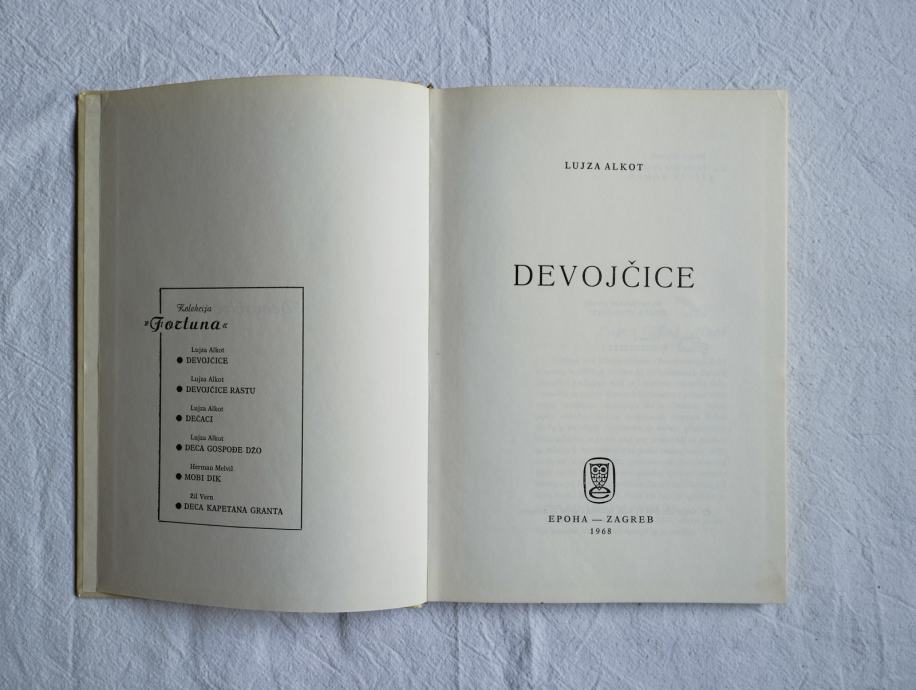 Kolekcija
»Fortuna«
Lujza Alkot
● DEVOJČICE
Lujza Alkot
● DEVOJČICE RASTU
Lujza Alkot
● DEČACI
Lujza Alkot
● DECA GOSPOĐE DŽO
Herman Melvil
● MOBI DIK
Žil Vern
● DECA KAPETANA GRANTA
LUJZA ALKOT
DEVOJČICE
EPOHA — ZAGREB
1968